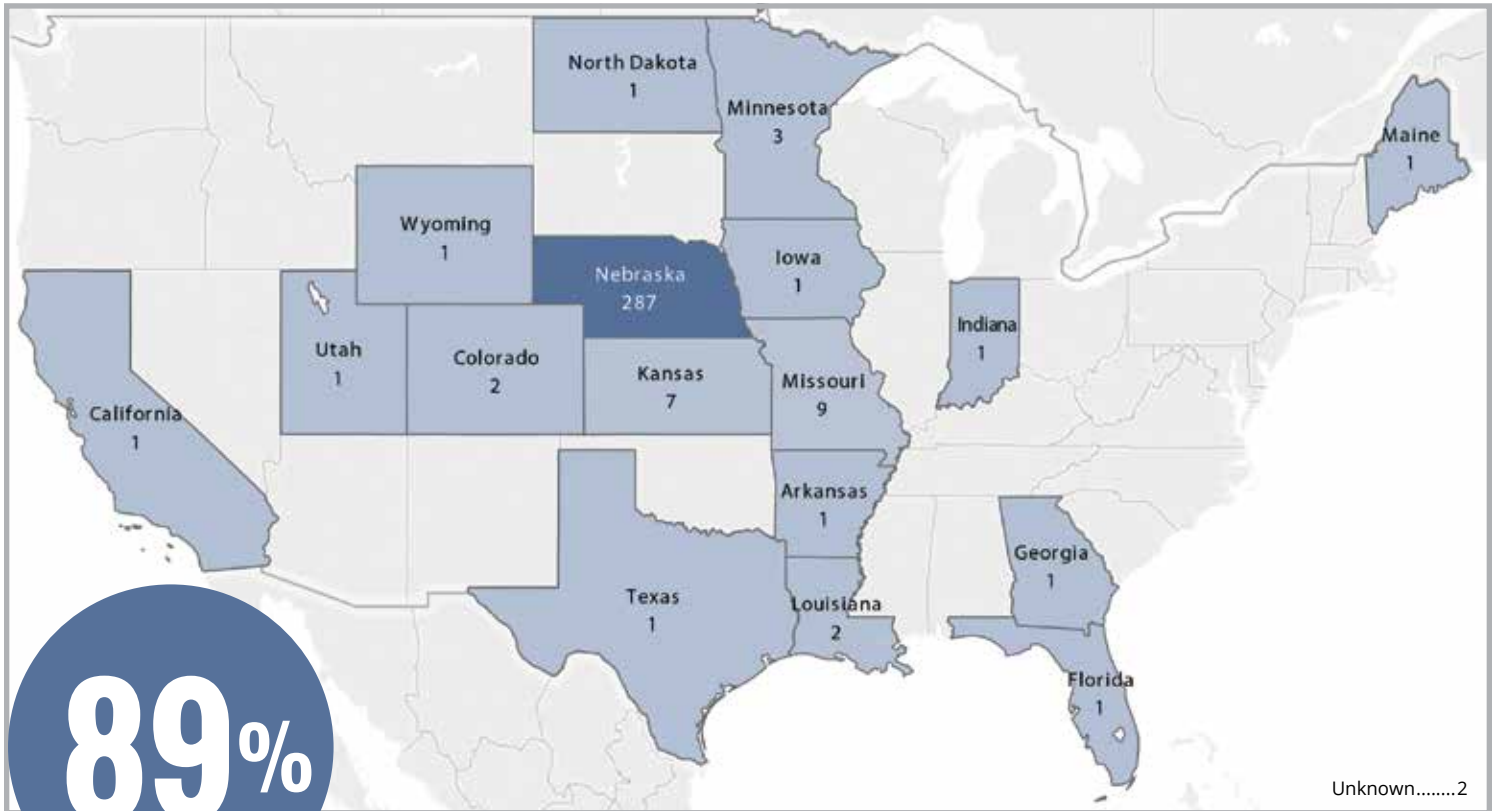 North Dakota
1
Minnesota
3
Maine
1
Wyoming
1
Nebraska
287
Iowa
1
Indiana
1
Utah
1
Colorado
2
Kansas
7
Missouri
9
California
1
Arkansas
1
Georgia
1
Texas
1
Louisiana
2
Florida
1
89%
Unknown........2